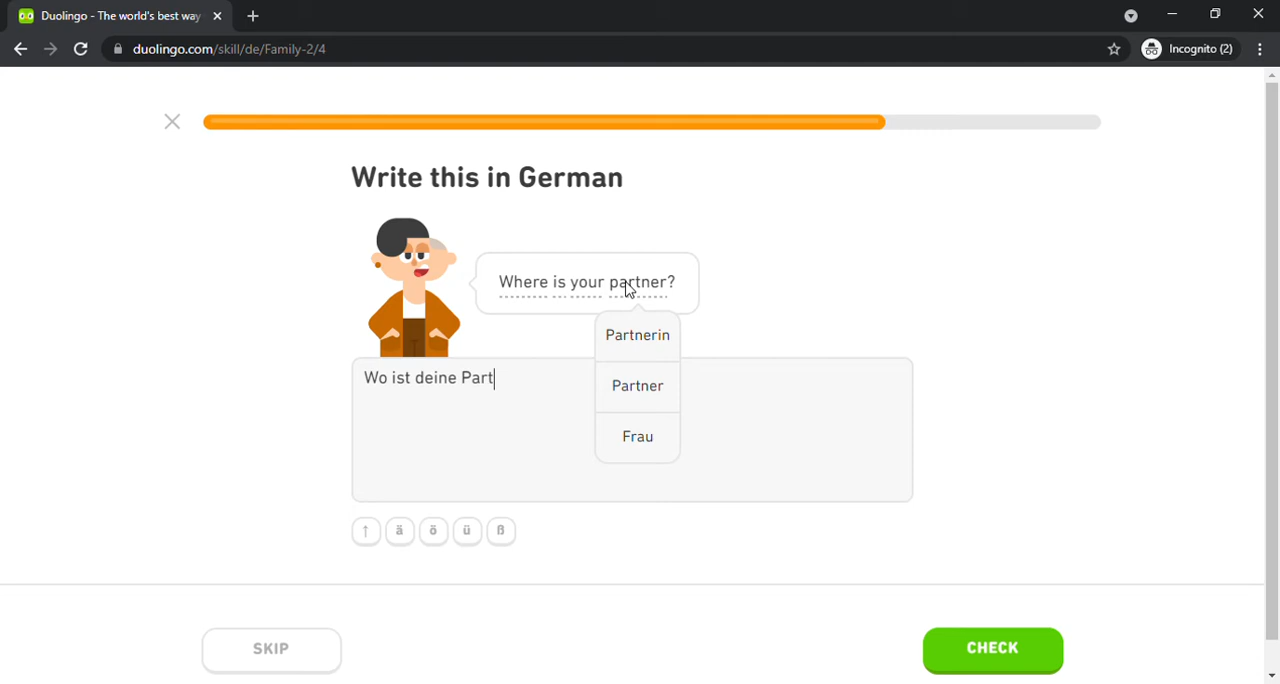 Duolingo - The world's best way
duolingo.com/skill/de/Family-2/4
Incognito (2)
Write this in German
Where is your partner?
Partnerin
Partner
Frau
Wo ist deine Part
↑ ä ö ü ß
SKIP
CHECK